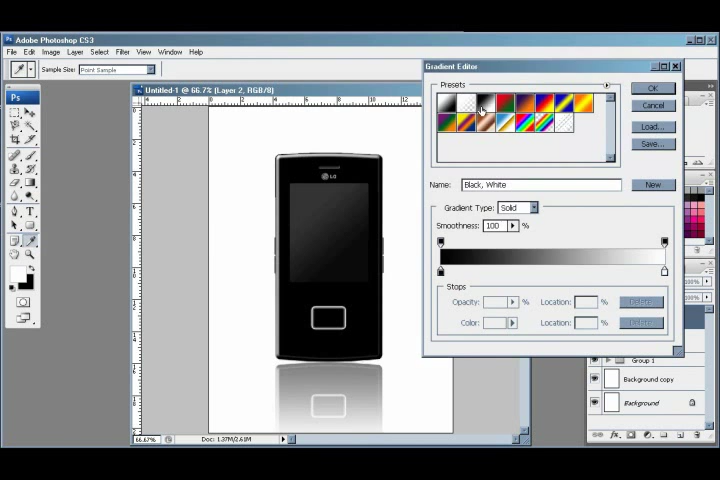 Adobe Photoshop CS3
File Edit Image Layer Select Filter View Window Help
Sample Size: Point Sample
Ps
Untitled-1 @ 66.7% (Layer 2, RGB/8)
LG
66.67% Doc: 1.37M/2.61M
Gradient Editor
Presets
OK
Cancel
Load...
Save...
Name: Black, White
New
Gradient Type: Solid
Smoothness: 100 %
Stops
Opacity: % Location: % Delete
Color: Location: % Delete
Group 1
Background copy
Background